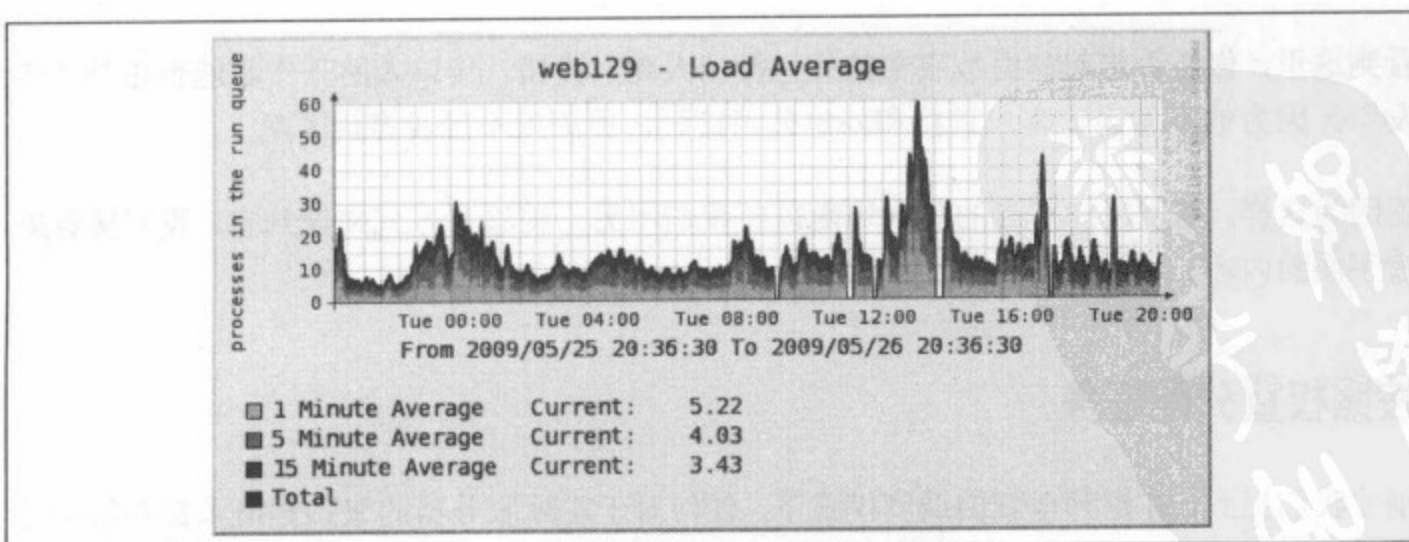 web129 - Load Average
processes in the run queue
60
50
40
30
20
10
0
Tue 00:00 Tue 04:00 Tue 08:00 Tue 12:00 Tue 16:00 Tue 20:00
From 2009/05/25 20:36:30 To 2009/05/26 20:36:30
1 Minute Average Current: 5.22
5 Minute Average Current: 4.03
15 Minute Average Current: 3.43
Total